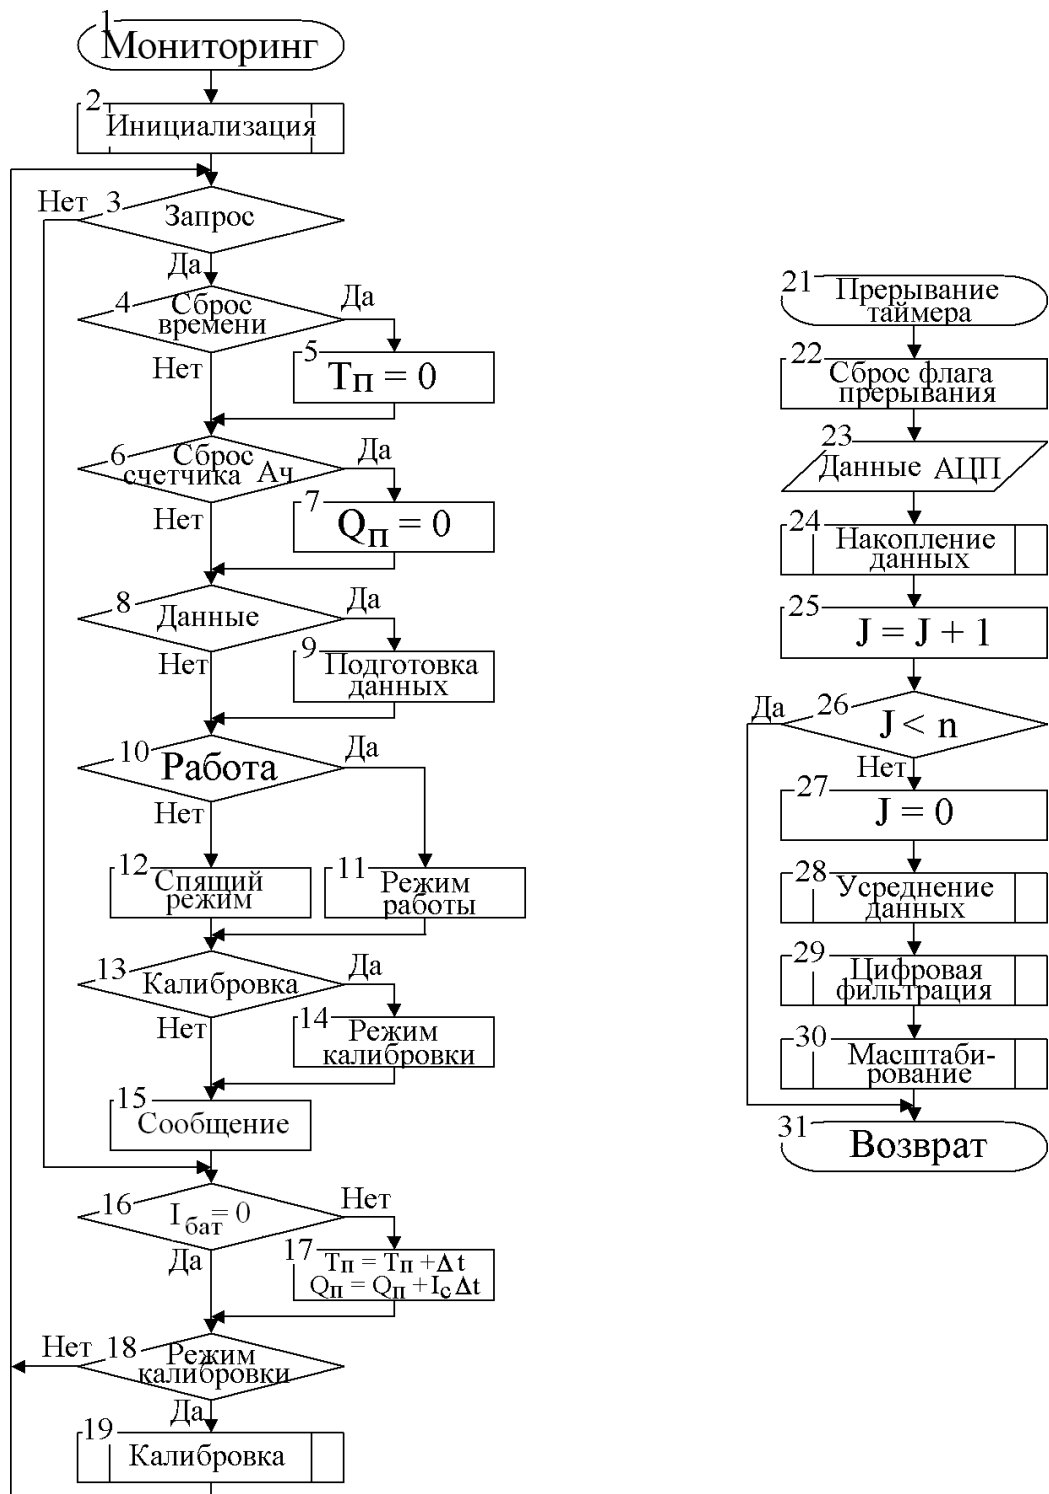 1
Мониторинг
2
Инициализация
Нет
3
Запрос
Да
4
Сброс
времени
Да
Нет
5
Tп = 0
6
Сброс
счетчика Ач
Да
Нет
7
Qп = 0
8
Данные
Да
Нет
9
Подготовка
данных
10
Работа
Да
Нет
12
Спящий
режим
11
Режим
работы
13
Калибровка
Да
Нет
14
Режим
калибровки
15
Сообщение
16
Iбат = 0
Нет
Да
17
Tп = Tп + Δt
Qп = Qп + Iс Δt
Нет
18
Режим
калибровки
Да
19
Калибровка
21
Прерывание
таймера
22
Сброс флага
прерывания
23
Данные АЦП
24
Накопление
данных
25
J = J + 1
Да
26
J < n
Нет
27
J = 0
28
Усреднение
данных
29
Цифровая
фильтрация
30
Масштаби-
рование
31
Возврат